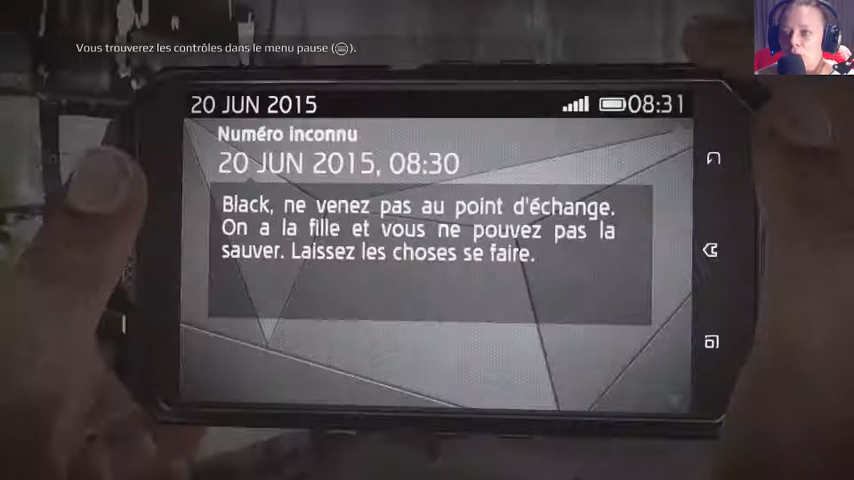 Vous trouverez les contrôles dans le menu pause ( ).
20 JUN 2015
08:31
Numéro inconnu
20 JUN 2015, 08:30
Black, ne venez pas au point d'échange.
On a la fille et vous ne pouvez pas la
sauver. Laissez les choses se faire.